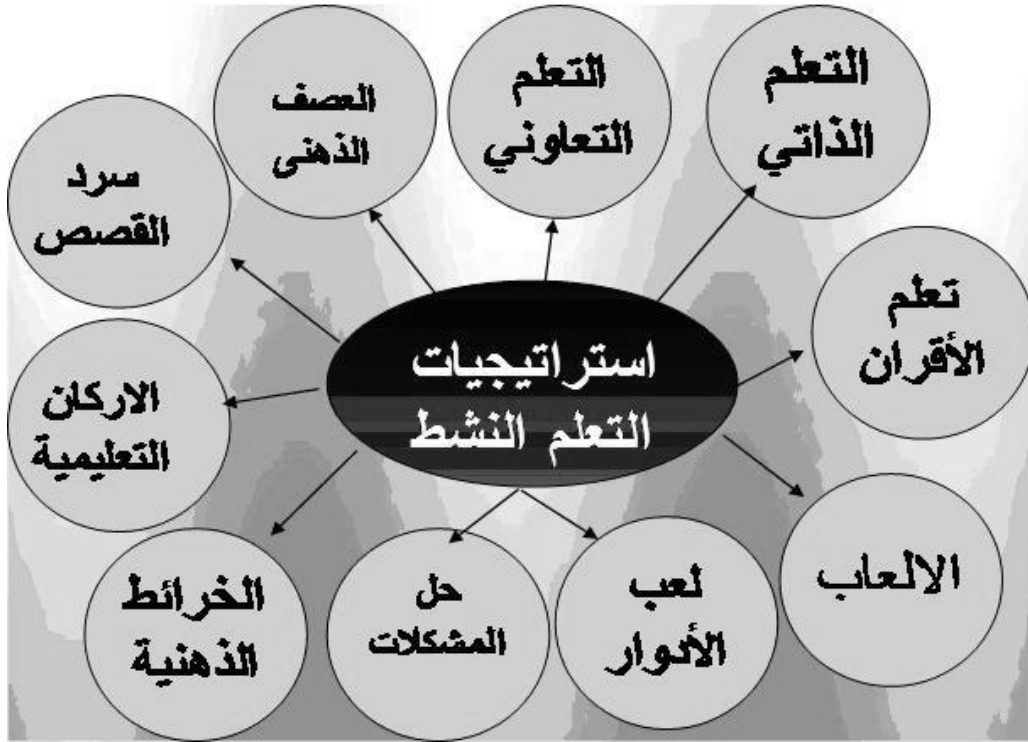 استراتيجيات
التعلم النشط
التعلم
الذاتي
التعلم
التعاوني
العصف
الذهنى
سرد
القصص
الاركان
التعليمية
الخرائط
الذهنية
حل
المشكلات
لعب
الأدوار
الالعاب
تعلم
الأقران